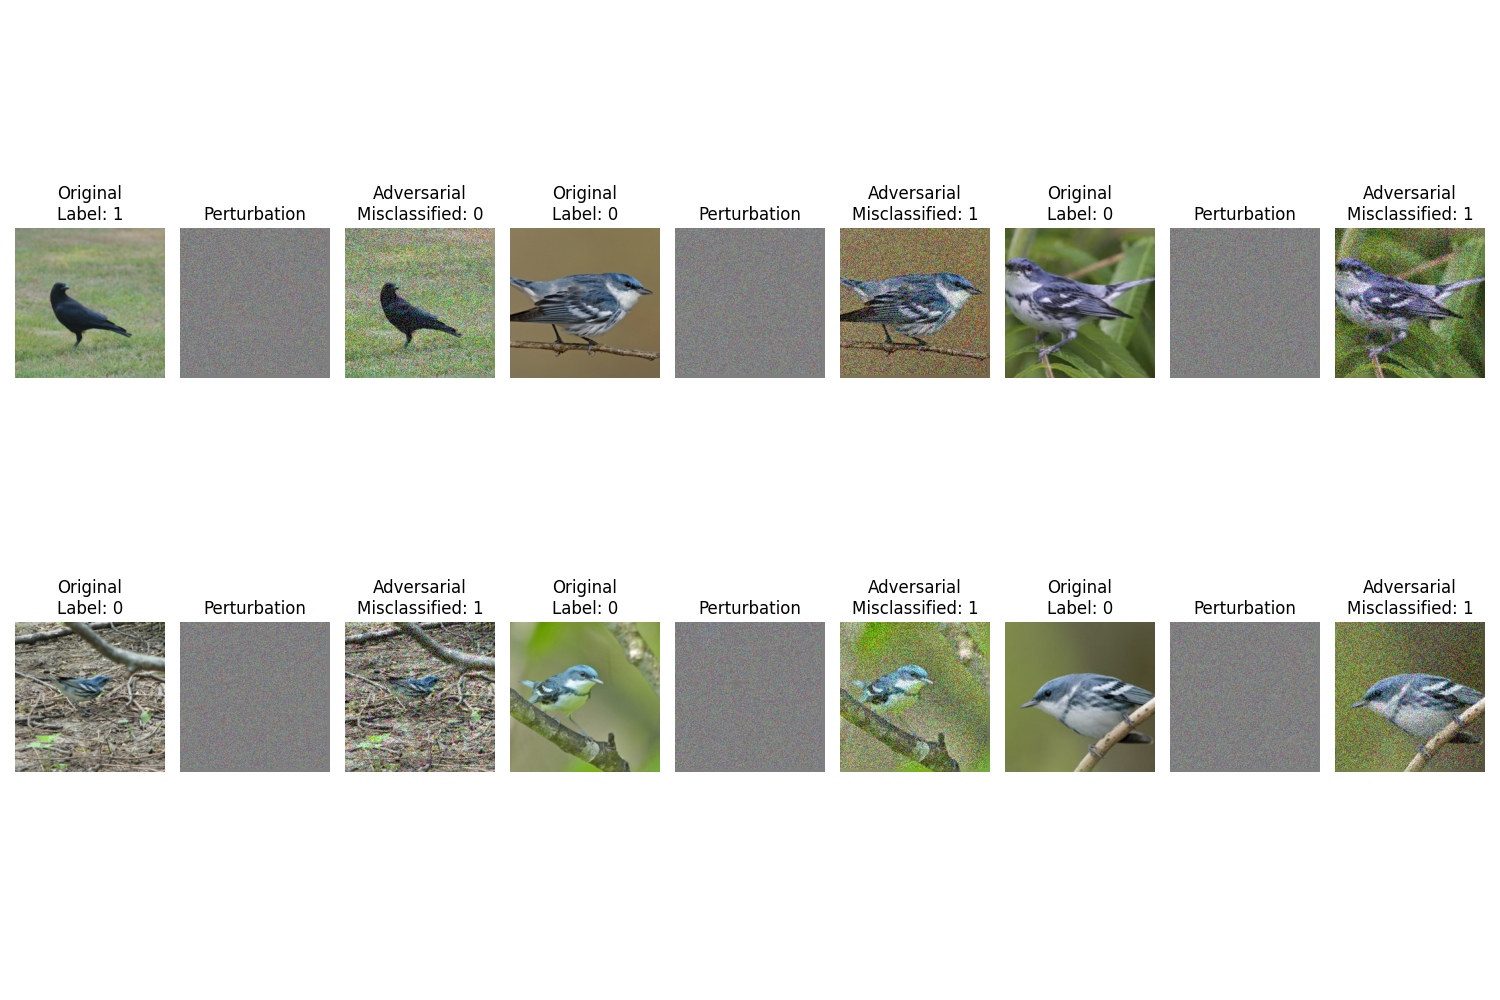 Original
Label: 1
Perturbation
Adversarial
Misclassified: 0
Original
Label: 0
Perturbation
Adversarial
Misclassified: 1
Original
Label: 0
Perturbation
Adversarial
Misclassified: 1
Original
Label: 0
Perturbation
Adversarial
Misclassified: 1
Original
Label: 0
Perturbation
Adversarial
Misclassified: 1
Original
Label: 0
Perturbation
Adversarial
Misclassified: 1